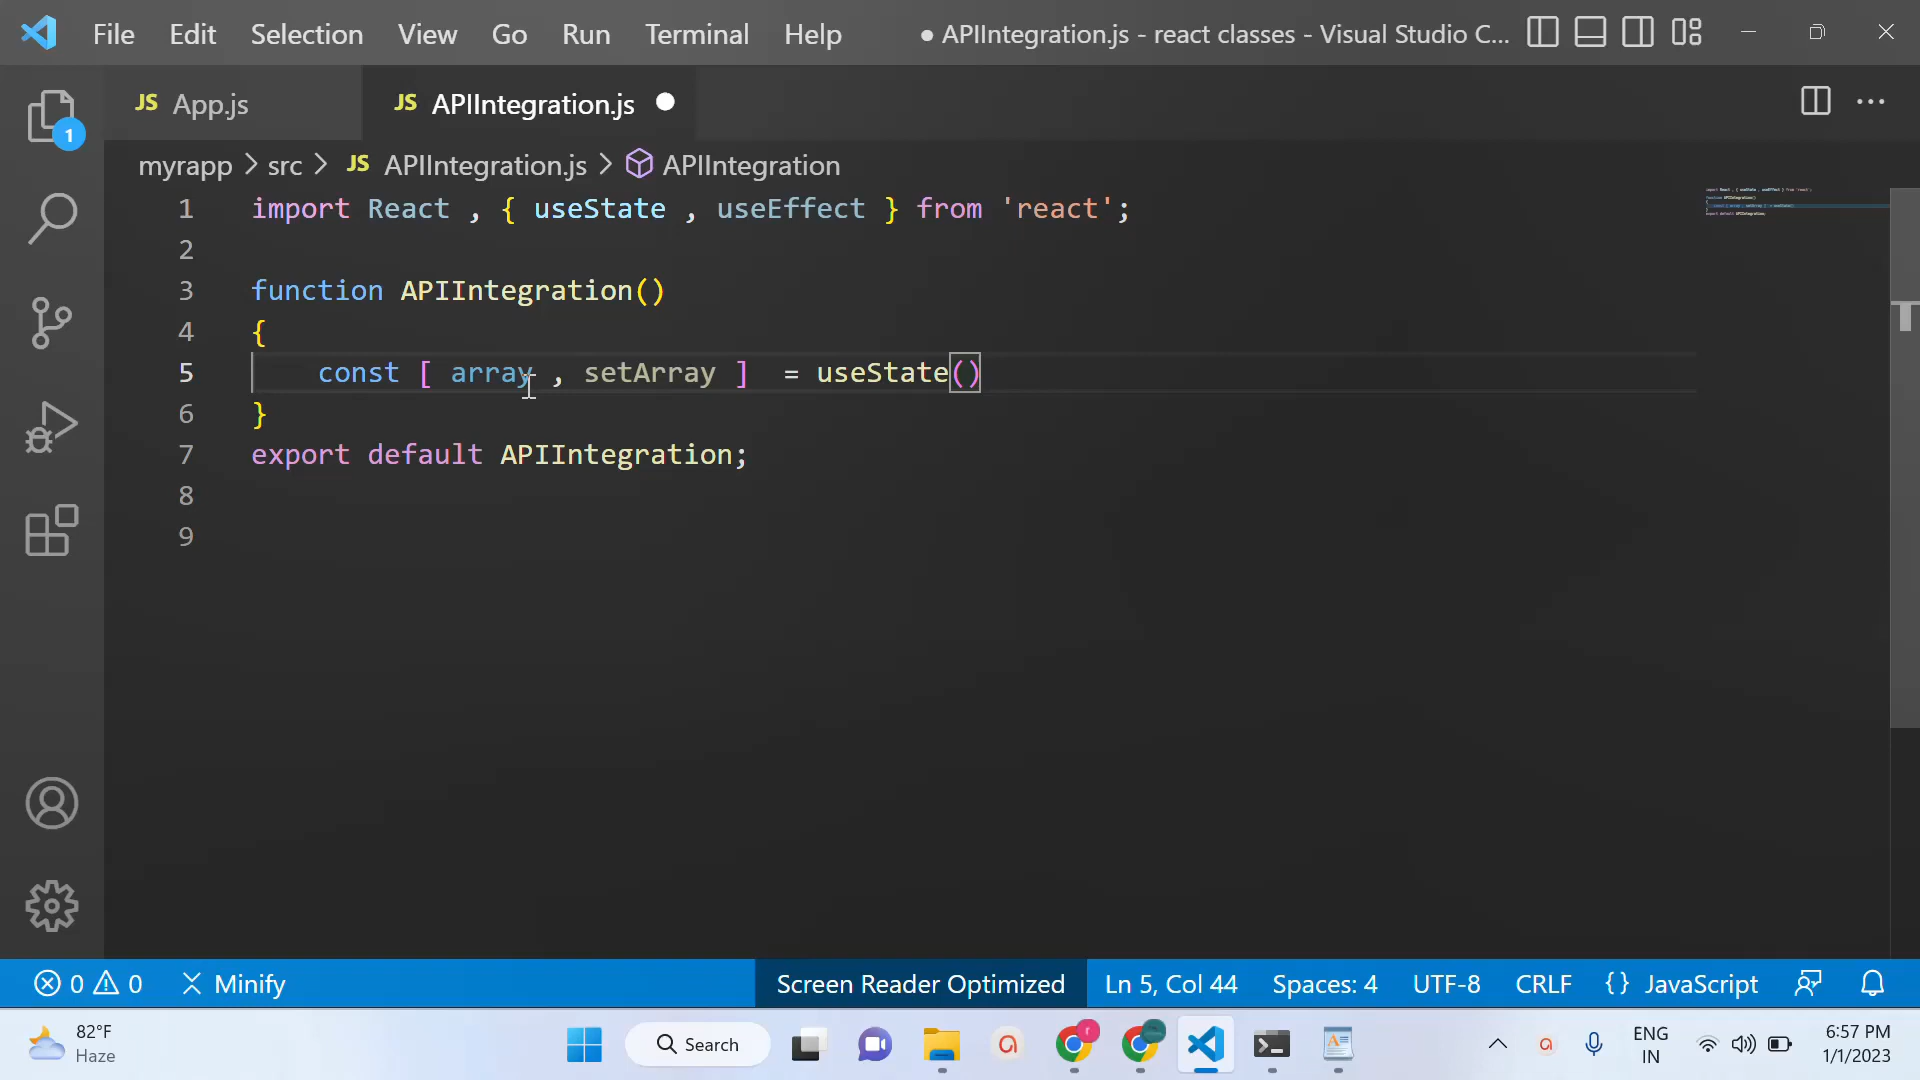 File Edit Selection View Go Run Terminal Help ● APIIntegration.js - react classes - Visual Studio C...
JS App.js JS APIIntegration.js
1
myrapp > src > JS APIIntegration.js > APIIntegration
1 import React , { useState , useEffect } from 'react';
2
3 function APIIntegration()
4 {
5 const [ array , setArray ]  = useState()
6 }
7 export default APIIntegration;
8
9
0 0 Minify Screen Reader Optimized Ln 5, Col 44 Spaces: 4 UTF-8 CRLF {} JavaScript
82°F
Haze
Search
ENG
IN
6:57 PM
1/1/2023